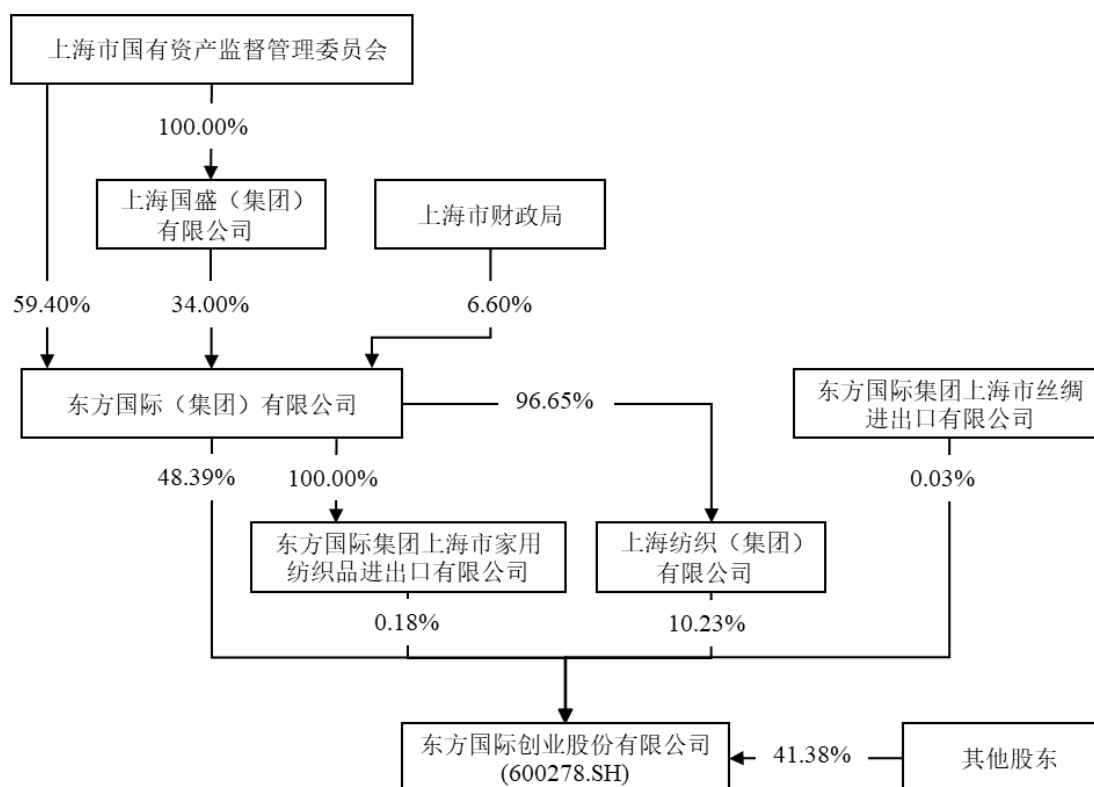 上海市国有资产监督管理委员会
100.00%
上海国盛（集团）
有限公司
上海市财政局
59.40%
34.00%
6.60%
东方国际（集团）有限公司
96.65%
东方国际集团上海市丝绸
进出口有限公司
48.39%
100.00%
0.03%
东方国际集团上海市家用
纺织品进出口有限公司
上海纺织（集团）
有限公司
0.18%
10.23%
东方国际创业股份有限公司
(600278.SH)
41.38%
其他股东